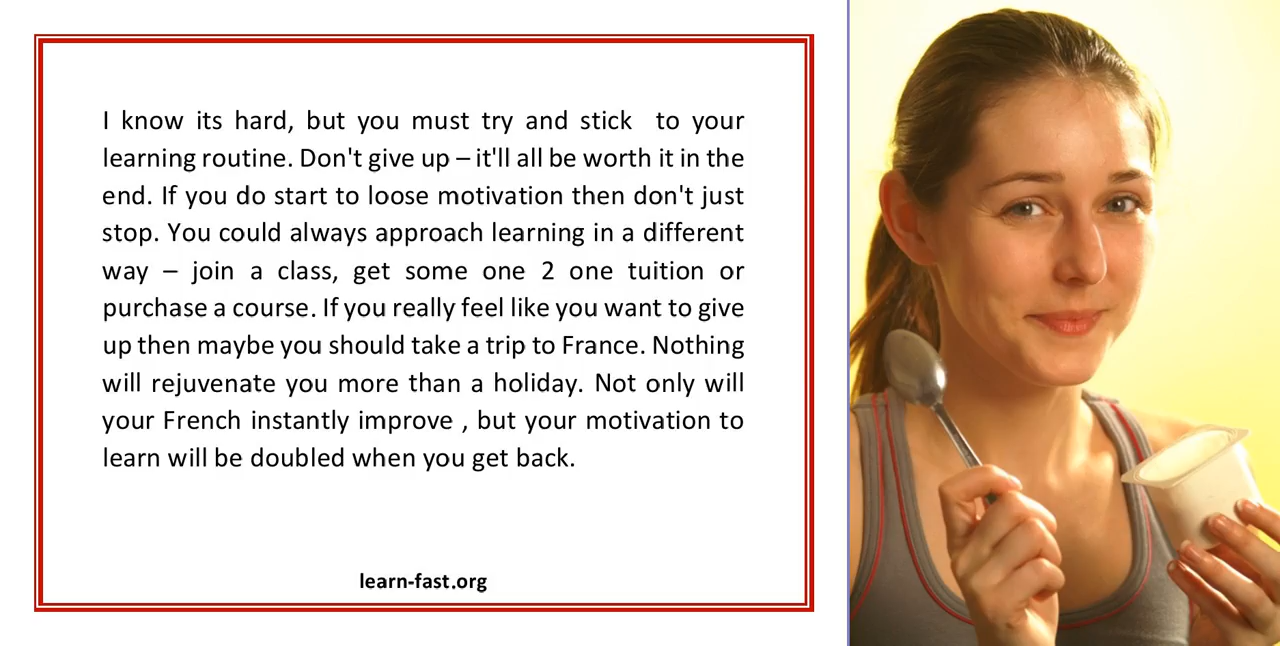 I know its hard, but you must try and stick  to your
learning routine. Don't give up – it'll all be worth it in the
end. If you do start to loose motivation then don't just
stop. You could always approach learning in a different
way – join a class, get some one 2 one tuition or
purchase a course. If you really feel like you want to give
up then maybe you should take a trip to France. Nothing
will rejuvenate you more than a holiday. Not only will
your French instantly improve , but your motivation to
learn will be doubled when you get back.
learn-fast.org